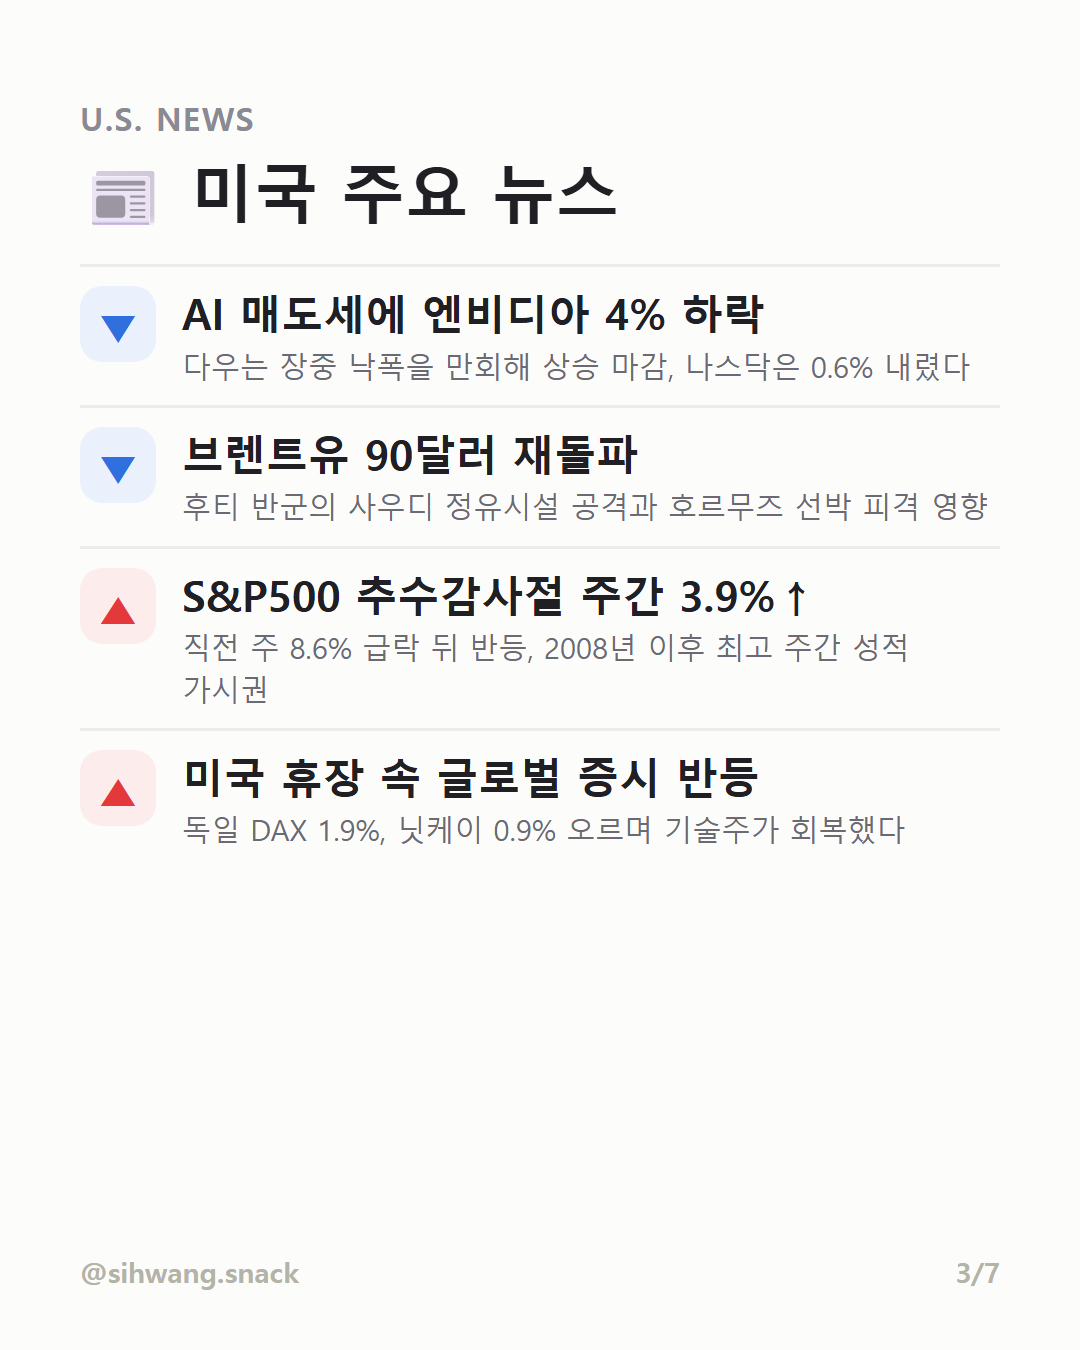 U.S. NEWS
미국 주요 뉴스
AI 매도세에 엔비디아 4% 하락
다우는 장중 낙폭을 만회해 상승 마감, 나스닥은 0.6% 내렸다
브렌트유 90달러 재돌파
후티 반군의 사우디 정유시설 공격과 호르무즈 선박 피격 영향
S&P500 추수감사절 주간 3.9%↑
직전 주 8.6% 급락 뒤 반등, 2008년 이후 최고 주간 성적
가시권
미국 휴장 속 글로벌 증시 반등
독일 DAX 1.9%, 닛케이 0.9% 오르며 기술주가 회복했다
@sihwang.snack
3/7